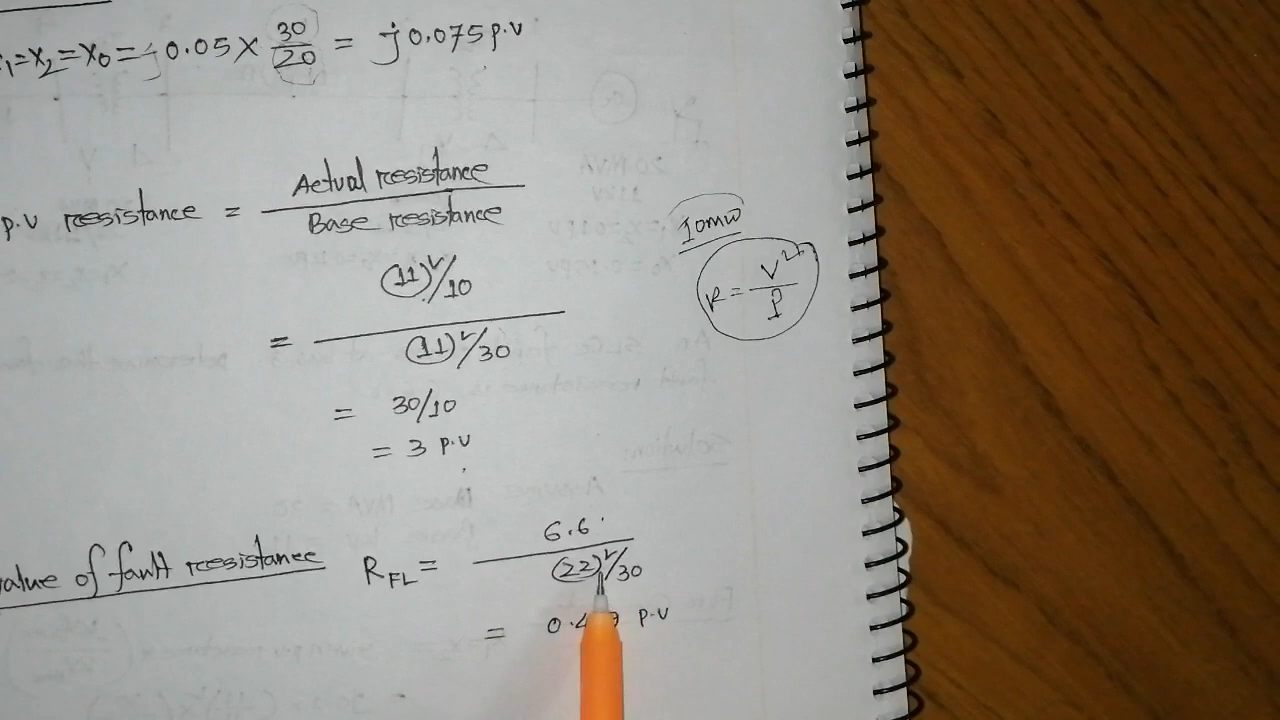 ₁=X₂=X₀=j0.05× 30/20 = j0.075 p.u
p.u resistance = Actual resistance / Base resistance
10mw
R = V²/P
= (11)²/10 / (11)²/30
= 30/10
= 3 p.u
value of fault resistance R_FL = 6.6 / (22)²/30
= p.u